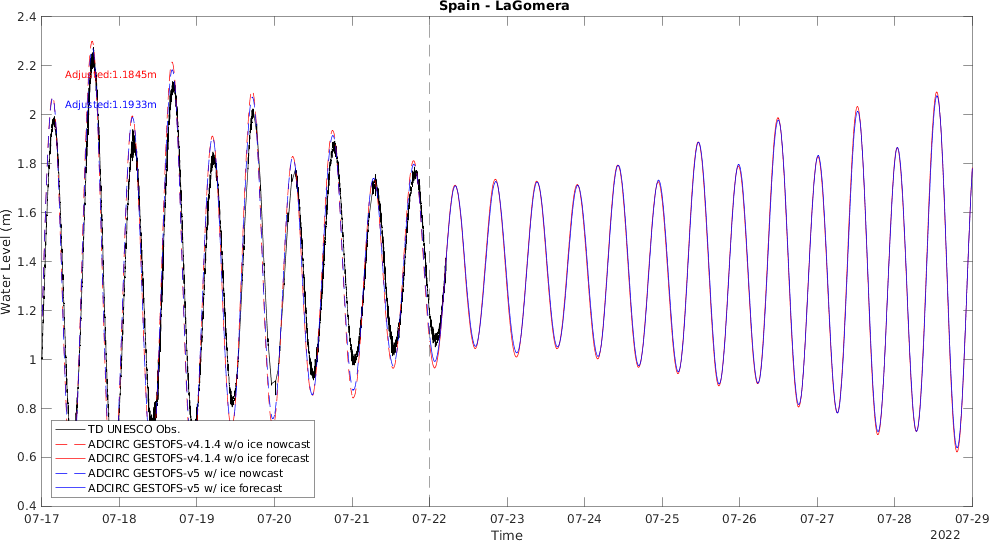 Spain - LaGomera
2.4
2.2
2
1.8
1.6
1.4
1.2
1
0.8
0.6
0.4
Water Level (m)
Adjusted:1.1845m
Adjusted:1.1933m
TD UNESCO Obs.
ADCIRC GESTOFS-v4.1.4 w/o ice nowcast
ADCIRC GESTOFS-v4.1.4 w/o ice forecast
ADCIRC GESTOFS-v5 w/ ice nowcast
ADCIRC GESTOFS-v5 w/ ice forecast
07-17 07-18 07-19 07-20 07-21 07-22 07-23 07-24 07-25 07-26 07-27 07-28 07-29
Time
2022